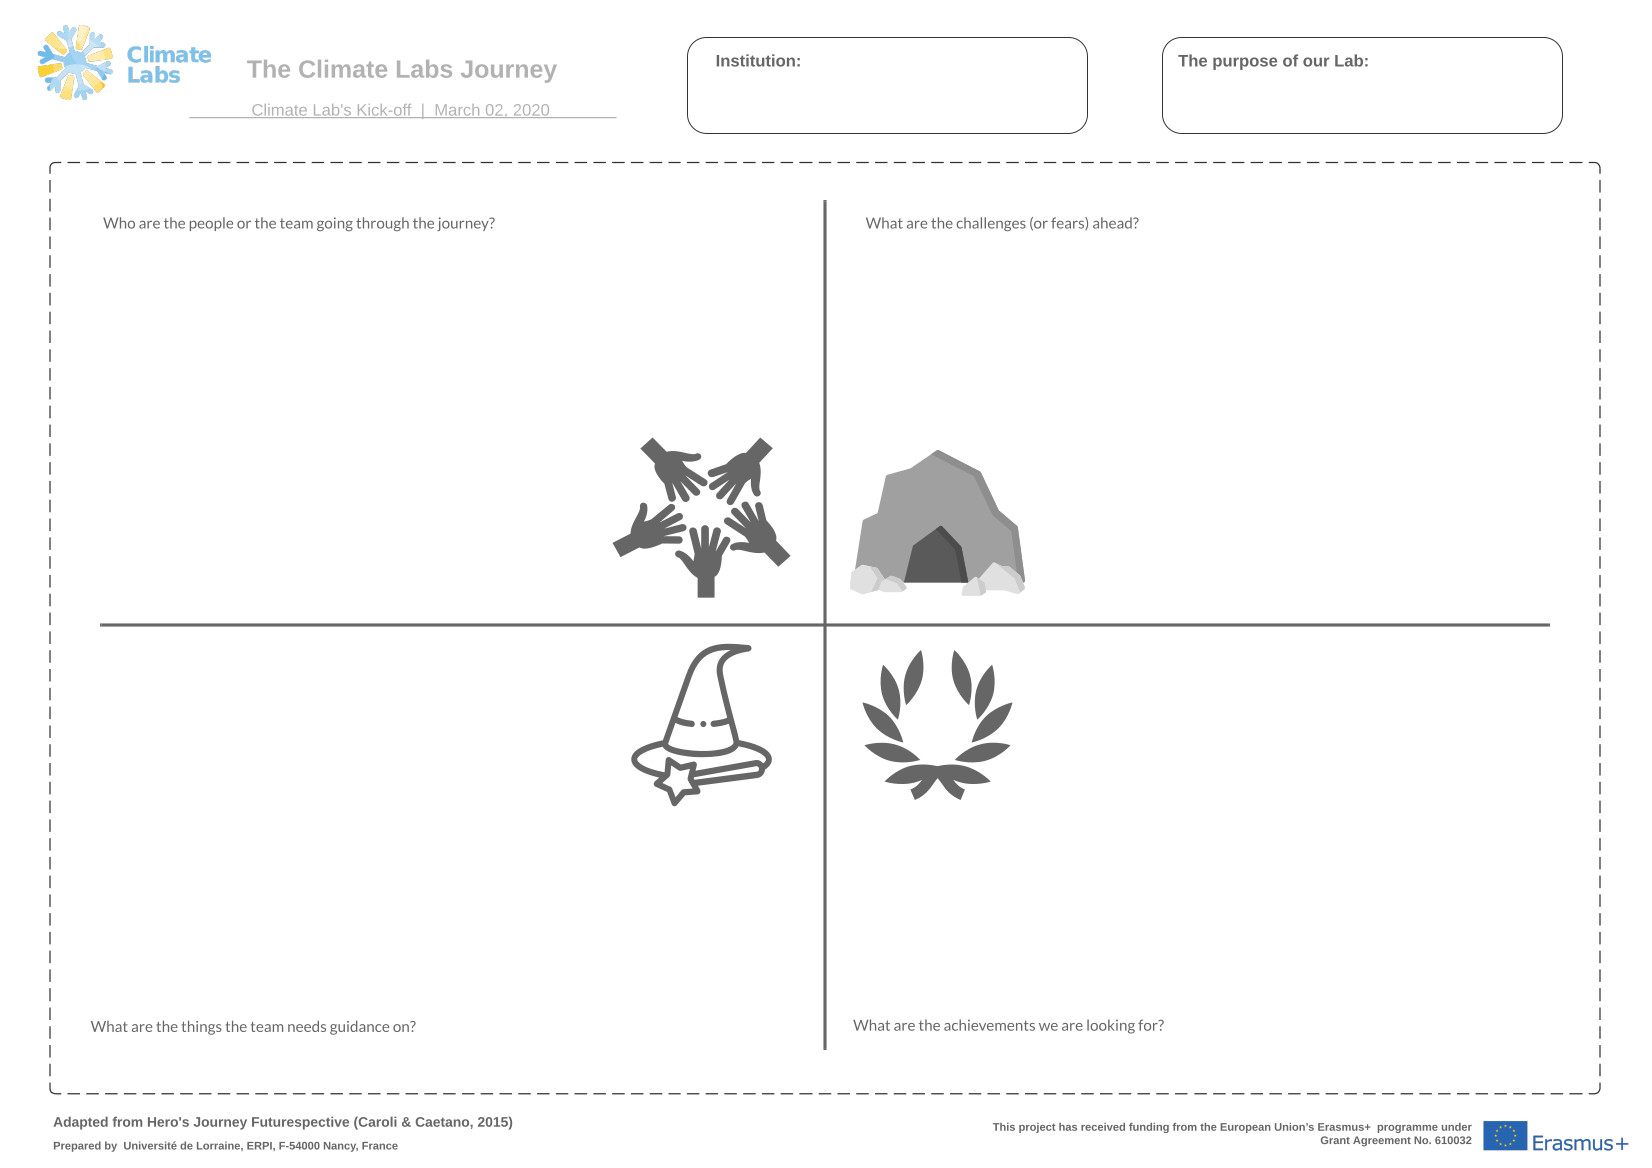 Climate
Labs
The Climate Labs Journey
Climate Lab's Kick-off | March 02, 2020
Institution:
The purpose of our Lab:
Who are the people or the team going through the journey?
What are the challenges (or fears) ahead?
What are the things the team needs guidance on?
What are the achievements we are looking for?
Adapted from Hero's Journey Futurespective (Caroli & Caetano, 2015)
Prepared by Université de Lorraine, ERPI, F-54000 Nancy, France
This project has received funding from the European Union’s Erasmus+ programme under
Grant Agreement No. 610032
Erasmus+